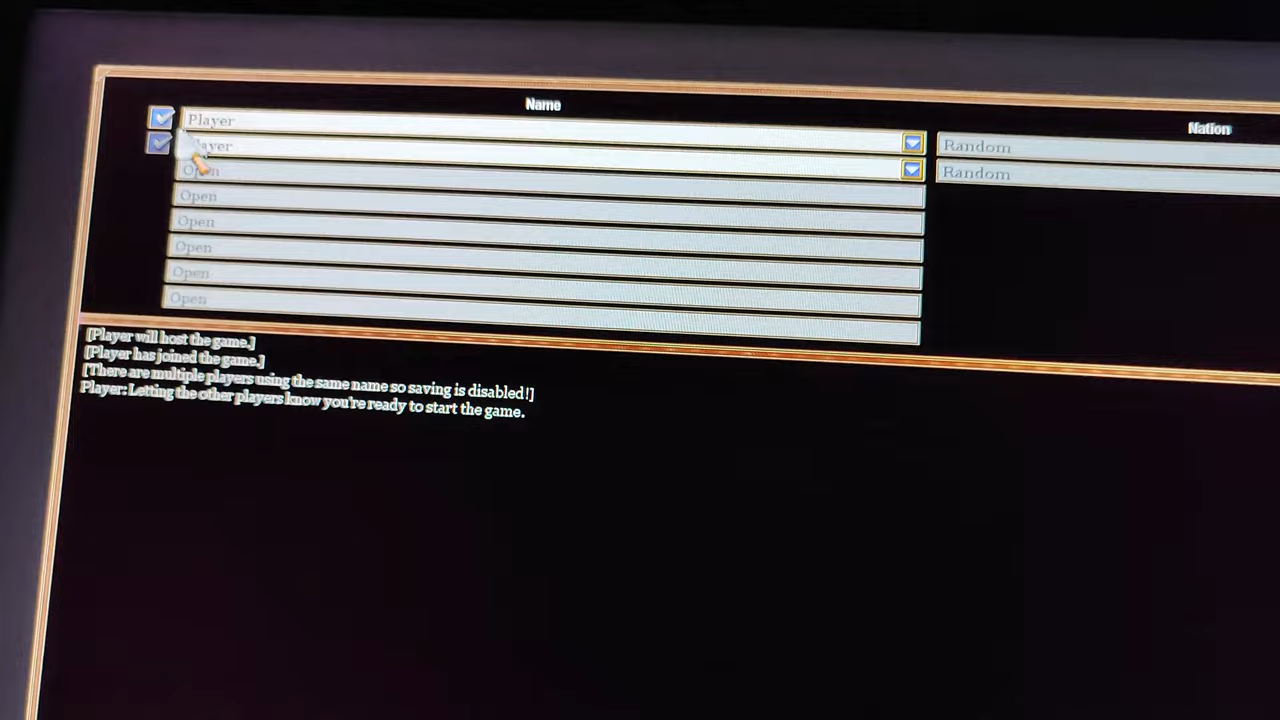 Name
Nation
Player
Random
Player
Random
Open
Open
Open
Open
Open
Open
[Player will host the game.]
[Player has joined the game.]
[There are multiple players using the same name so saving is disabled!]
Player: Letting the other players know you're ready to start the game.